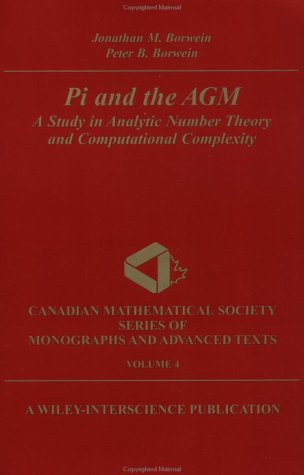 Jonathan M. Borwein
Peter B. Borwein
Pi and the AGM
A Study in Analytic Number Theory
and Computational Complexity
CANADIAN MATHEMATICAL SOCIETY
SERIES OF
MONOGRAPHS AND ADVANCED TEXTS
VOLUME 4
A WILEY-INTERSCIENCE PUBLICATION